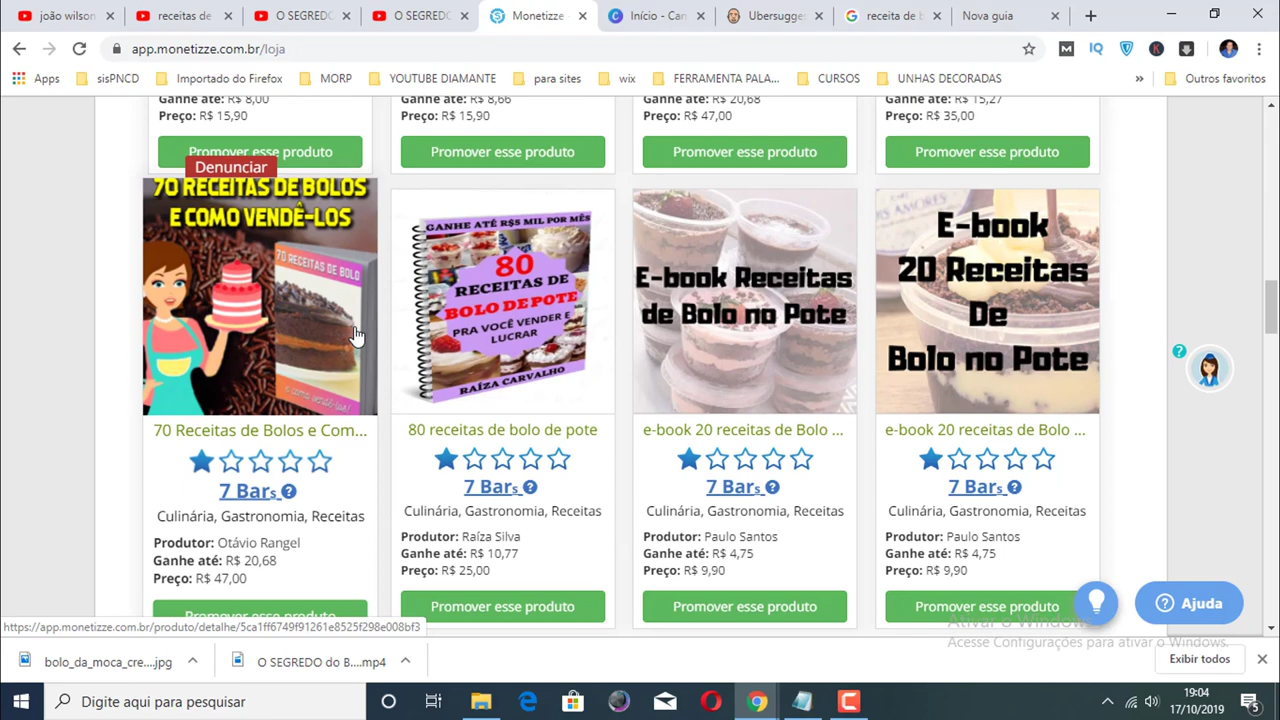 joão wilson
receitas de
O SEGREDO
O SEGREDO
Monetizze
Início - Can
Ubersugge
receita de b
Nova guia
app.monetizze.com.br/loja
Apps
sisPNCD
Importado do Firefox
MORP
YOUTUBE DIAMANTE
para sites
wix
FERRAMENTA PALA...
CURSOS
UNHAS DECORADAS
»
Outros favoritos
Ganhe até: R$ 8,00
Preço: R$ 15,90
Promover esse produto
Ganhe até: R$ 8,66
Preço: R$ 15,90
Promover esse produto
Ganhe até: R$ 20,68
Preço: R$ 47,00
Promover esse produto
Ganhe até: R$ 15,27
Preço: R$ 35,00
Promover esse produto
Denunciar
70 RECEITAS DE BOLOS
E COMO VENDÊ-LOS
70 RECEITAS DE BOLO
e como vendê-los!
70 Receitas de Bolos e Com...
7 Bars
Culinária, Gastronomia, Receitas
Produtor: Otávio Rangel
Ganhe até: R$ 20,68
Preço: R$ 47,00
Promover esse produto
GANHE ATÉ R$5 MIL POR MÊS
80
RECEITAS DE
BOLO DE POTE
PRA VOCÊ VENDER E
LUCRAR
RAÍZA CARVALHO
80 receitas de bolo de pote
7 Bars
Culinária, Gastronomia, Receitas
Produtor: Raíza Silva
Ganhe até: R$ 10,77
Preço: R$ 25,00
Promover esse produto
E-book Receitas
de Bolo no Pote
e-book 20 receitas de Bolo ...
7 Bars
Culinária, Gastronomia, Receitas
Produtor: Paulo Santos
Ganhe até: R$ 4,75
Preço: R$ 9,90
Promover esse produto
E-book
20 Receitas
De
Bolo no Pote
e-book 20 receitas de Bolo ...
7 Bars
Culinária, Gastronomia, Receitas
Produtor: Paulo Santos
Ganhe até: R$ 4,75
Preço: R$ 9,90
Promover esse produto
Ajuda
Ativar o Windows
Acesse Configurações para ativar o Windows.
https://app.monetizze.com.br/produto/detalhe/5ca1ff6749f91261e8525f298e008bf3
bolo_da_moca_cre....jpg
O SEGREDO do B....mp4
Exibir todos
Digite aqui para pesquisar
19:04
17/10/2019
5